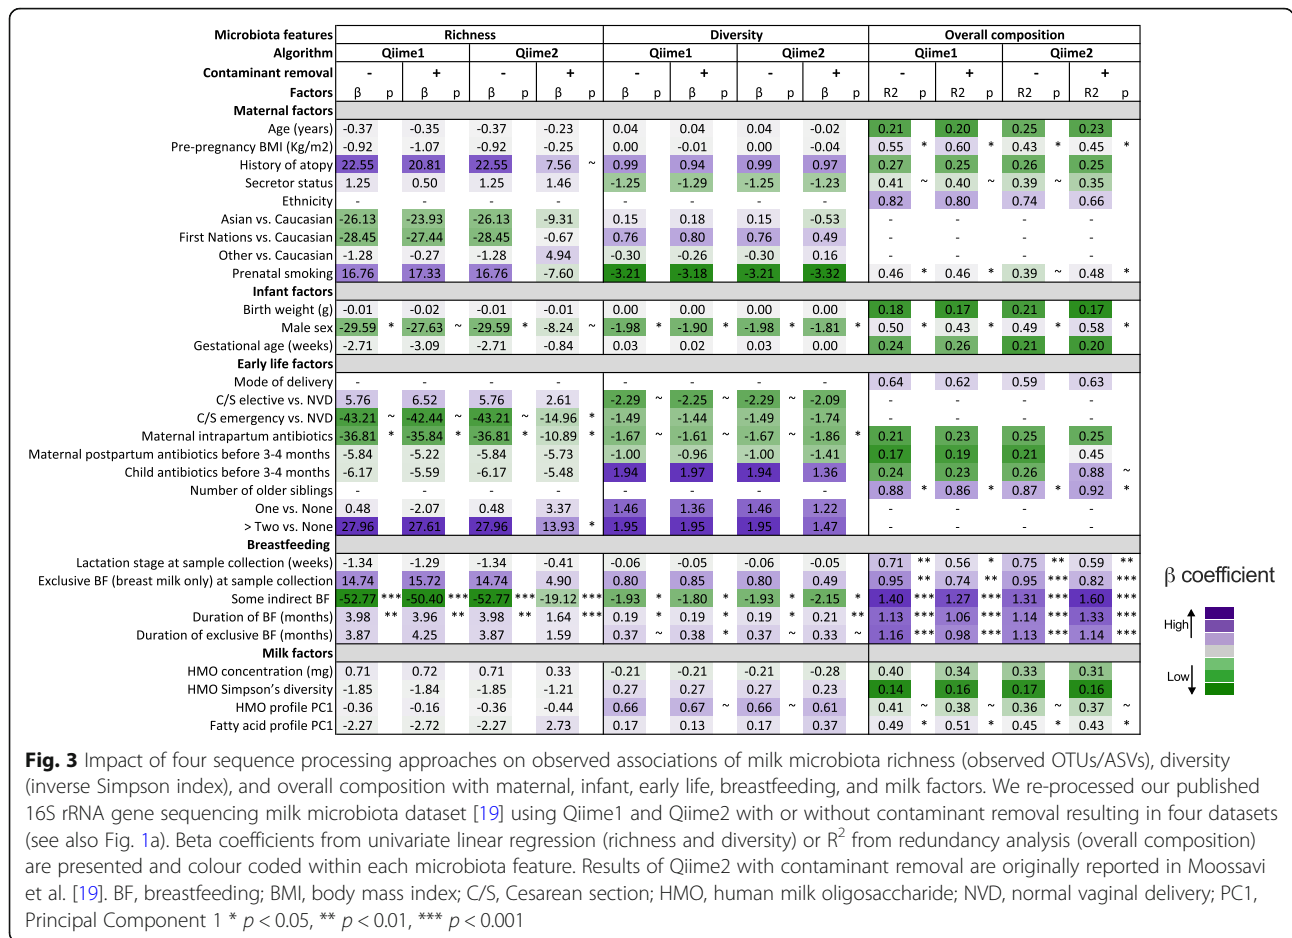 Microbiota features Richness Diversity Overall composition
Algorithm Qiime1 Qiime2 Qiime1 Qiime2 Qiime1 Qiime2
Contaminant removal - + - + - + - + - + - +
Factors β p β p β p β p β p β p β p β p R2 p R2 p R2 p R2 p
Maternal factors
Age (years) -0.37 -0.35 -0.37 -0.23 0.04 0.04 0.04 -0.02 0.21 0.20 0.25 0.23
Pre-pregnancy BMI (Kg/m2) -0.92 -1.07 -0.92 -0.25 0.00 -0.01 0.00 -0.04 0.55 * 0.60 * 0.43 * 0.45 *
History of atopy 22.55 20.81 22.55 7.56 ~ 0.99 0.94 0.99 0.97 0.27 0.25 0.26 0.25
Secretor status 1.25 0.50 1.25 1.46 -1.25 -1.29 -1.25 -1.23 0.41 ~ 0.40 ~ 0.39 ~ 0.35
Ethnicity - - - - - - - - 0.82 0.80 0.74 0.66
Asian vs. Caucasian -26.13 -23.93 -26.13 -9.31 0.15 0.18 0.15 -0.53 - - - -
First Nations vs. Caucasian -28.45 -27.44 -28.45 -0.67 0.76 0.80 0.76 0.49 - - - -
Other vs. Caucasian -1.28 -0.27 -1.28 4.94 -0.30 -0.26 -0.30 0.16 - - - -
Prenatal smoking 16.76 17.33 16.76 -7.60 -3.21 -3.18 -3.21 -3.32 0.46 * 0.46 * 0.39 ~ 0.48 *
Infant factors
Birth weight (g) -0.01 -0.02 -0.01 -0.01 0.00 0.00 0.00 0.00 0.18 0.17 0.21 0.17
Male sex -29.59 * -27.63 ~ -29.59 * -8.24 ~ -1.98 * -1.90 * -1.98 * -1.81 * 0.50 * 0.43 * 0.49 * 0.58 *
Gestational age (weeks) -2.71 -3.09 -2.71 -0.84 0.03 0.02 0.03 0.00 0.24 0.26 0.21 0.20
Early life factors
Mode of delivery - - - - - - - - 0.64 0.62 0.59 0.63
C/S elective vs. NVD 5.76 6.52 5.76 2.61 -2.29 ~ -2.25 ~ -2.29 ~ -2.09 - - - -
C/S emergency vs. NVD -43.21 ~ -42.44 ~ -43.21 ~ -14.96 * -1.49 -1.44 -1.49 -1.74 - - - -
Maternal intrapartum antibiotics -36.81 * -35.84 * -36.81 * -10.89 * -1.67 ~ -1.61 ~ -1.67 ~ -1.86 * 0.21 0.23 0.25 0.25
Maternal postpartum antibiotics before 3-4 months -5.84 -5.22 -5.84 -5.73 -1.00 -0.96 -1.00 -1.41 0.17 0.19 0.21 0.45
Child antibiotics before 3-4 months -6.17 -5.59 -6.17 -5.48 1.94 1.97 1.94 1.36 0.24 0.23 0.26 0.88 ~
Number of older siblings - - - - - - - - 0.88 * 0.86 * 0.87 * 0.92 *
One vs. None 0.48 -2.07 0.48 3.37 1.46 1.36 1.46 1.22 - - - -
> Two vs. None 27.96 27.61 27.96 13.93 * 1.95 1.95 1.95 1.47 - - - -
Breastfeeding
Lactation stage at sample collection (weeks) -1.34 -1.29 -1.34 -0.41 -0.06 -0.05 -0.06 -0.05 0.71 ** 0.56 * 0.75 ** 0.59 **
Exclusive BF (breast milk only) at sample collection 14.74 15.72 14.74 4.90 0.80 0.85 0.80 0.49 0.95 ** 0.74 ** 0.95 *** 0.82 ***
Some indirect BF -52.77 *** -50.40 *** -52.77 *** -19.12 *** -1.93 * -1.80 * -1.93 * -2.15 * 1.40 *** 1.27 *** 1.31 *** 1.60 ***
Duration of BF (months) 3.98 ** 3.96 ** 3.98 ** 1.64 *** 0.19 * 0.19 * 0.19 * 0.21 ** 1.13 *** 1.06 *** 1.14 *** 1.33 ***
Duration of exclusive BF (months) 3.87 4.25 3.87 1.59 0.37 ~ 0.38 * 0.37 ~ 0.33 ~ 1.16 *** 0.98 *** 1.13 *** 1.14 ***
Milk factors
HMO concentration (mg) 0.71 0.72 0.71 0.33 -0.21 -0.21 -0.21 -0.28 0.40 0.34 0.33 0.31
HMO Simpson's diversity -1.85 -1.84 -1.85 -1.21 0.27 0.27 0.27 0.23 0.14 0.16 0.17 0.16
HMO profile PC1 -0.36 -0.16 -0.36 -0.44 0.66 0.67 ~ 0.66 ~ 0.61 0.41 ~ 0.38 ~ 0.36 ~ 0.37 ~
Fatty acid profile PC1 -2.27 -2.72 -2.27 2.73 0.17 0.13 0.17 0.37 0.49 * 0.51 * 0.45 * 0.43 *
β coefficient
High
Low
Fig. 3 Impact of four sequence processing approaches on observed associations of milk microbiota richness (observed OTUs/ASVs), diversity
(inverse Simpson index), and overall composition with maternal, infant, early life, breastfeeding, and milk factors. We re-processed our published
16S rRNA gene sequencing milk microbiota dataset [19] using Qiime1 and Qiime2 with or without contaminant removal resulting in four datasets
(see also Fig. 1a). Beta coefficients from univariate linear regression (richness and diversity) or R2 from redundancy analysis (overall composition)
are presented and colour coded within each microbiota feature. Results of Qiime2 with contaminant removal are originally reported in Moossavi
et al. [19]. BF, breastfeeding; BMI, body mass index; C/S, Cesarean section; HMO, human milk oligosaccharide; NVD, normal vaginal delivery; PC1,
Principal Component 1 * p < 0.05, ** p < 0.01, *** p < 0.001